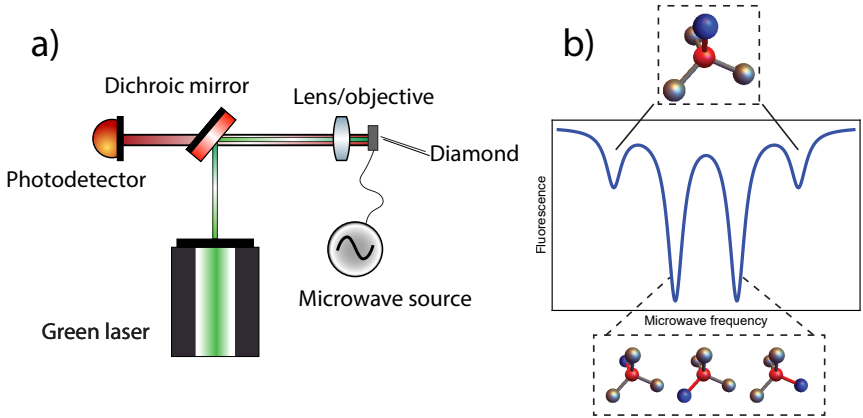 a)
Dichroic mirror
Lens/objective
Photodetector
Diamond
Microwave source
Green laser
b)
Fluorescence
Microwave frequency